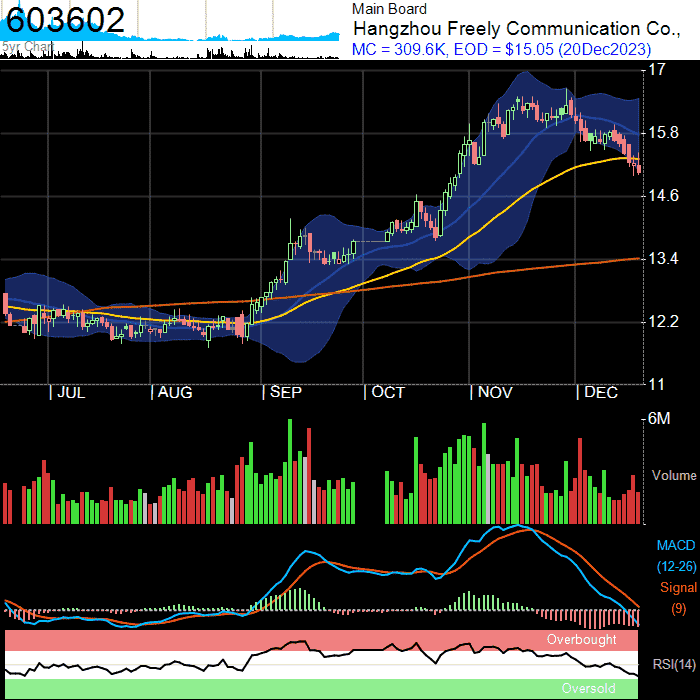 603602
5yr Chart
Main Board
Hangzhou Freely Communication Co.,
MC = 309.6K, EOD = $15.05 (20Dec2023)
17
15.8
14.6
13.4
12.2
11
| JUL | AUG | SEP | OCT | NOV | DEC
6M
Volume
MACD
(12-26)
Signal
(9)
Overbought
RSI(14)
Oversold